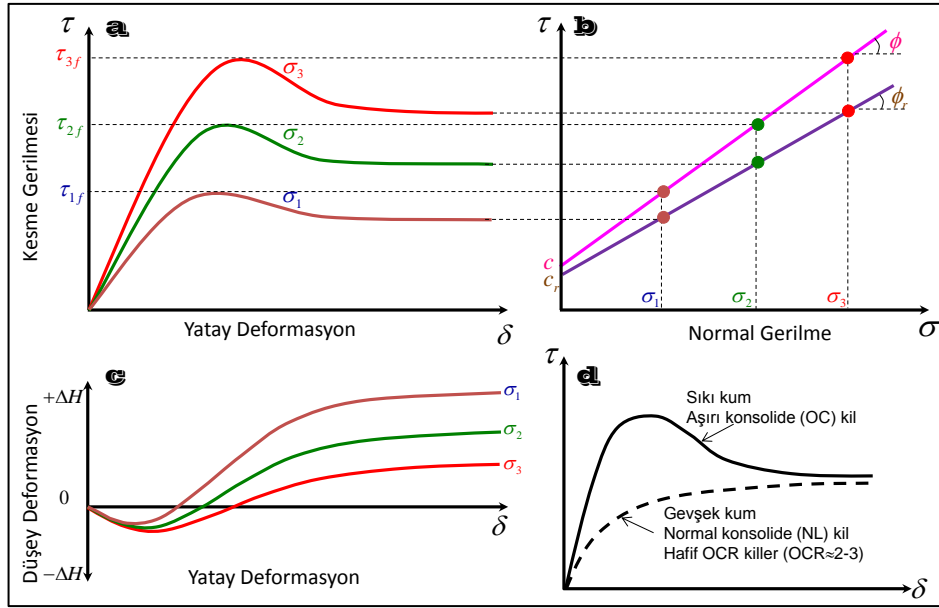 τ
a
Kesme Gerilmesi
τ3f
τ2f
τ1f
σ3
σ2
σ1
Yatay Deformasyon
δ
τ
b
ϕ
ϕr
c
cr
σ1
σ2
σ3
Normal Gerilme
σ
c
Düşey Deformasyon
+ΔH
0
−ΔH
σ1
σ2
σ3
δ
Yatay Deformasyon
τ
d
Sıkı kum
Aşırı konsolide (OC) kil
Gevşek kum
Normal konsolide (NL) kil
Hafif OCR killer (OCR≈2-3)
δ